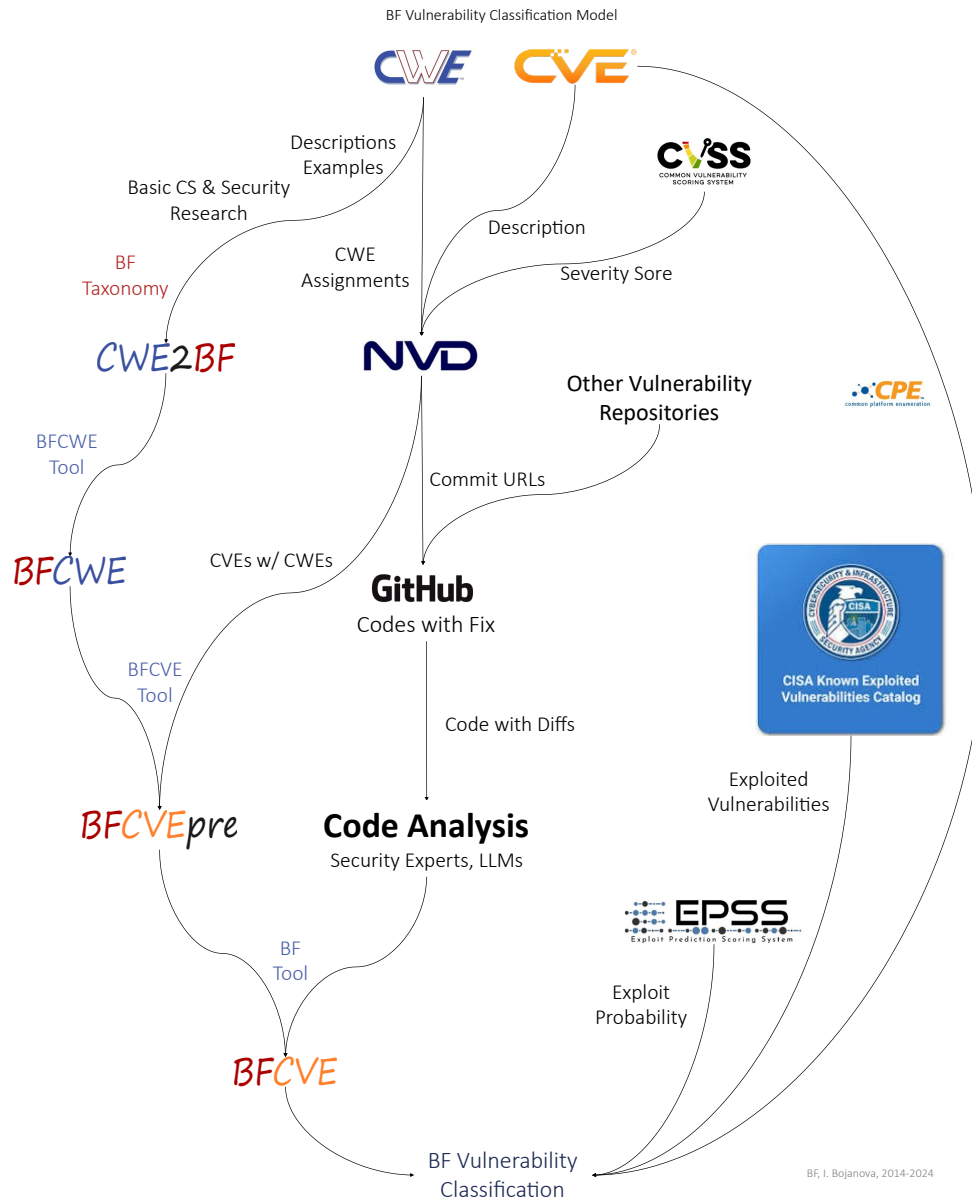 BF Vulnerability Classification Model
CWE™
CVE®
Descriptions
Examples
CVSS
COMMON VULNERABILITY
SCORING SYSTEM
Basic CS & Security
Research
Description
CWE
Assignments
Severity Sore
BF
Taxonomy
CWE2BF
NVD
Other Vulnerability
Repositories
CPE
common platform enumeration
BFCWE
Tool
Commit URLs
BFCWE
CVEs w/ CWEs
GitHub
Codes with Fix
CYBERSECURITY & INFRASTRUCTURE
CISA
SECURITY AGENCY
CISA Known Exploited
Vulnerabilities Catalog
BFCVE
Tool
Code with Diffs
Exploited
Vulnerabilities
BFCVEpre
Code Analysis
Security Experts, LLMs
EPSS
Exploit Prediction Scoring System
BF
Tool
Exploit
Probability
BFCVE
BF Vulnerability
Classification
BF, I. Bojanova, 2014-2024